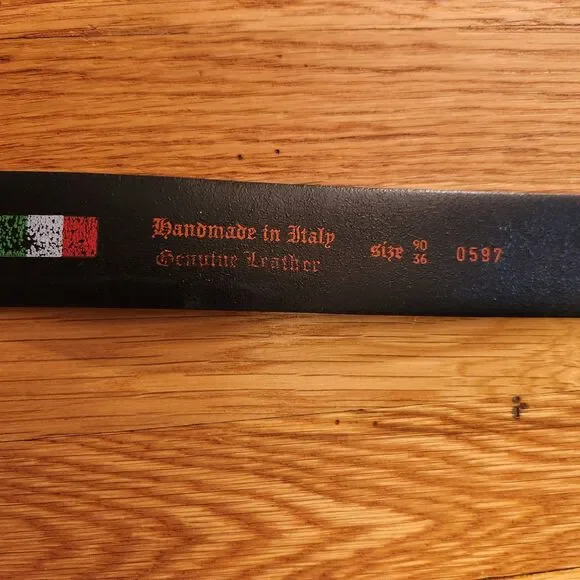 Handmade in Italy
Genuine Leather
size 90
36
0597